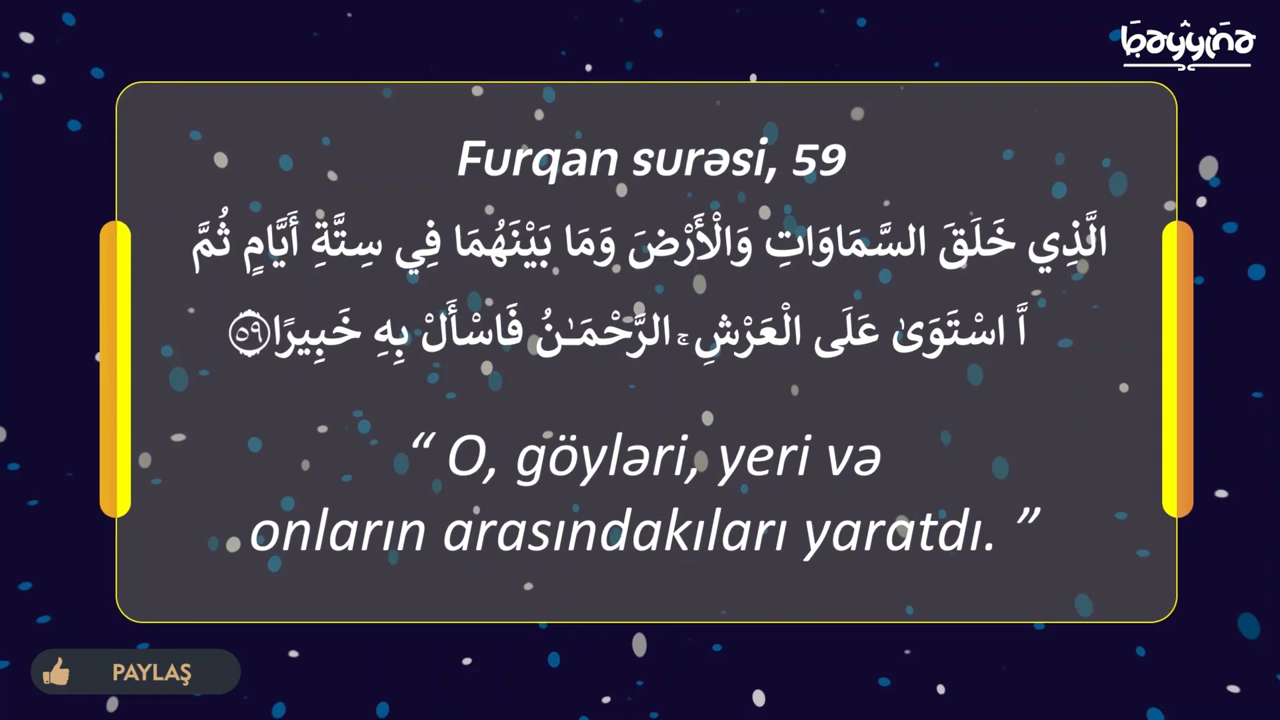 bayyina
Furqan surəsi, 59
الَّذِي خَلَقَ السَّمَاوَاتِ وَالْأَرْضَ وَمَا بَيْنَهُمَا فِي سِتَّةِ أَيَّامٍ ثُمَّ
اَّ اسْتَوَىٰ عَلَى الْعَرْشِ ۚ الرَّحْمَـٰنُ فَاسْأَلْ بِهِ خَبِيرًا ﴿٥٩﴾
“ O, göyləri, yeri və
onların arasındakıları yaratdı. ”
PAYLAŞ